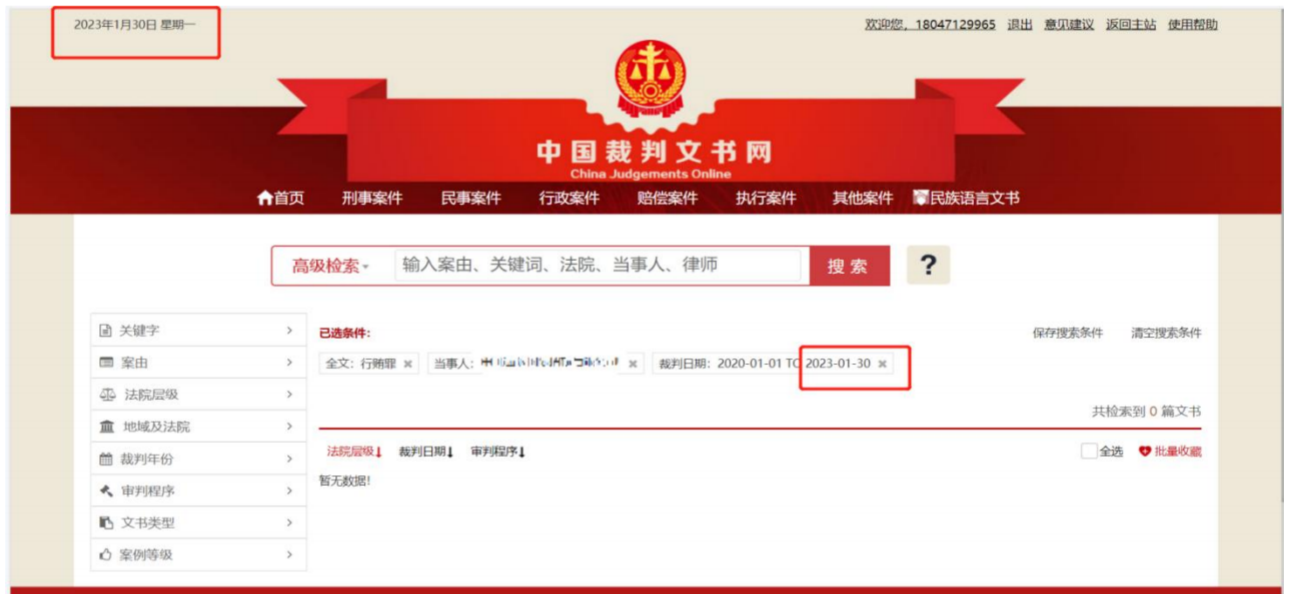 2023年1月30日 星期一
欢迎您，18047129965 退出 意见建议 返回主站 使用帮助
中国裁判文书网
China Judgements Online
首页 刑事案件 民事案件 行政案件 赔偿案件 执行案件 其他案件 民族语言文书
高级检索 输入案由、关键词、法院、当事人、律师 搜索 ?
关键字
案由
法院层级
地域及法院
裁判年份
审判程序
文书类型
案例等级
已选条件: 保存搜索条件 清空搜索条件
全文：行贿罪 × 当事人： × 裁判日期：2020-01-01 TO 2023-01-30 ×
共检索到 0 篇文书
法院层级↓ 裁判日期↓ 审判程序↓ 全选 批量收藏
暂无数据!